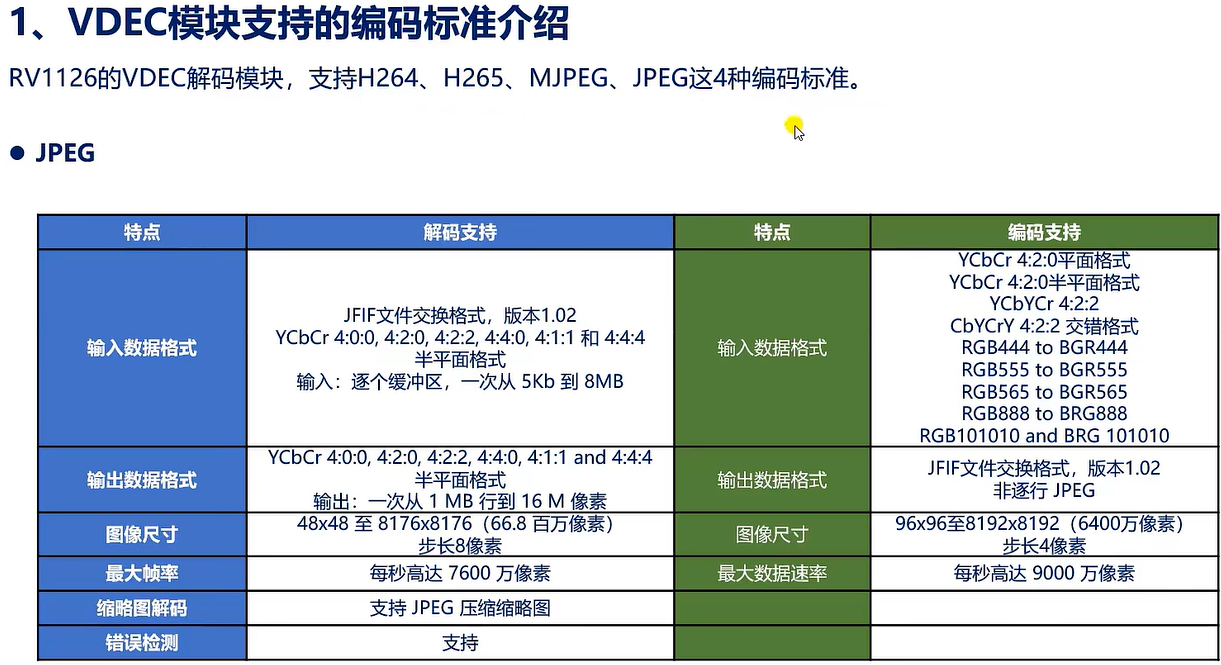 1、VDEC模块支持的编码标准介绍
RV1126的VDEC解码模块，支持H264、H265、MJPEG、JPEG这4种编码标准。
● JPEG
特点
解码支持
特点
编码支持
输入数据格式
JFIF文件交换格式，版本1.02
YCbCr 4:0:0, 4:2:0, 4:2:2, 4:4:0, 4:1:1 和 4:4:4
半平面格式
输入：逐个缓冲区，一次从 5Kb 到 8MB
输入数据格式
YCbCr 4:2:0平面格式
YCbCr 4:2:0半平面格式
YCbYCr 4:2:2
CbYCrY 4:2:2 交错格式
RGB444 to BGR444
RGB555 to BGR555
RGB565 to BGR565
RGB888 to BRG888
RGB101010 and BRG 101010
输出数据格式
YCbCr 4:0:0, 4:2:0, 4:2:2, 4:4:0, 4:1:1 and 4:4:4
半平面格式
输出：一次从 1 MB 行到 16 M 像素
输出数据格式
JFIF文件交换格式，版本1.02
非逐行 JPEG
图像尺寸
48x48 至 8176x8176（66.8 百万像素）
步长8像素
图像尺寸
96x96至8192x8192（6400万像素）
步长4像素
最大帧率
每秒高达 7600 万像素
最大数据速率
每秒高达 9000 万像素
缩略图解码
支持 JPEG 压缩缩略图
错误检测
支持